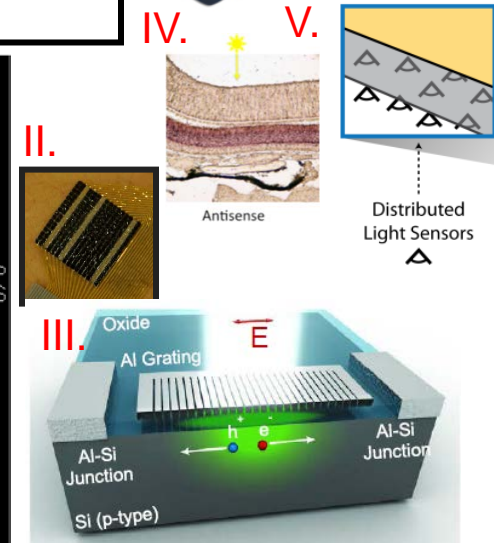 IV.
V.
II.
Antisense
Distributed
Light Sensors
III.
Oxide
E
Al Grating
+ -
h e
Al-Si
Junction
Al-Si
Junction
Si (p-type)